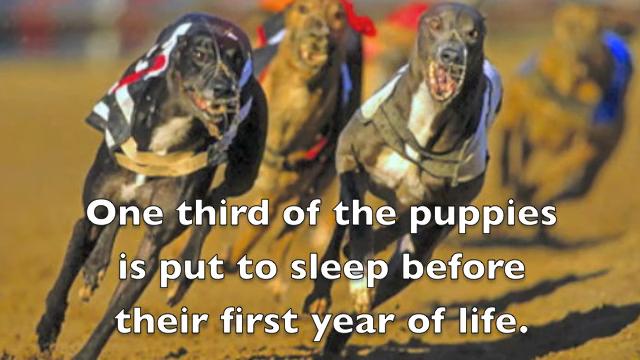 One third of the puppies
is put to sleep before
their first year of life.